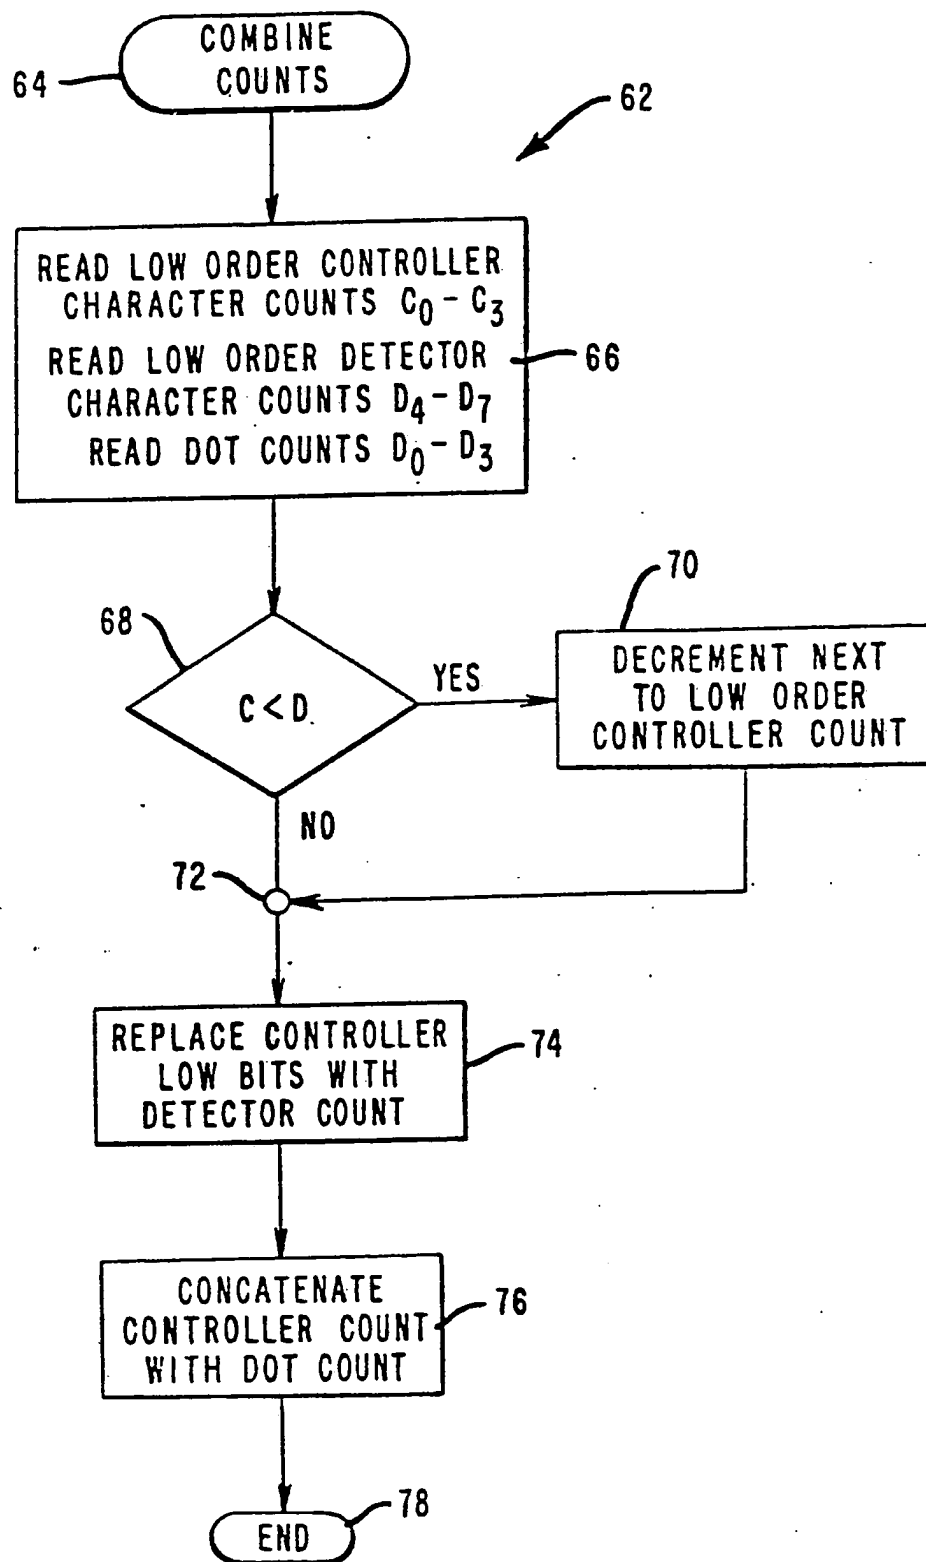 COMBINE
COUNTS
64
62
READ LOW ORDER CONTROLLER
CHARACTER COUNTS C₀ - C₃
READ LOW ORDER DETECTOR
CHARACTER COUNTS D₄ - D₇
READ DOT COUNTS D₀ - D₃
66
68
C < D
YES
70
DECREMENT NEXT
TO LOW ORDER
CONTROLLER COUNT
NO
72
REPLACE CONTROLLER
LOW BITS WITH
DETECTOR COUNT
74
CONCATENATE
CONTROLLER COUNT
WITH DOT COUNT
76
END
78